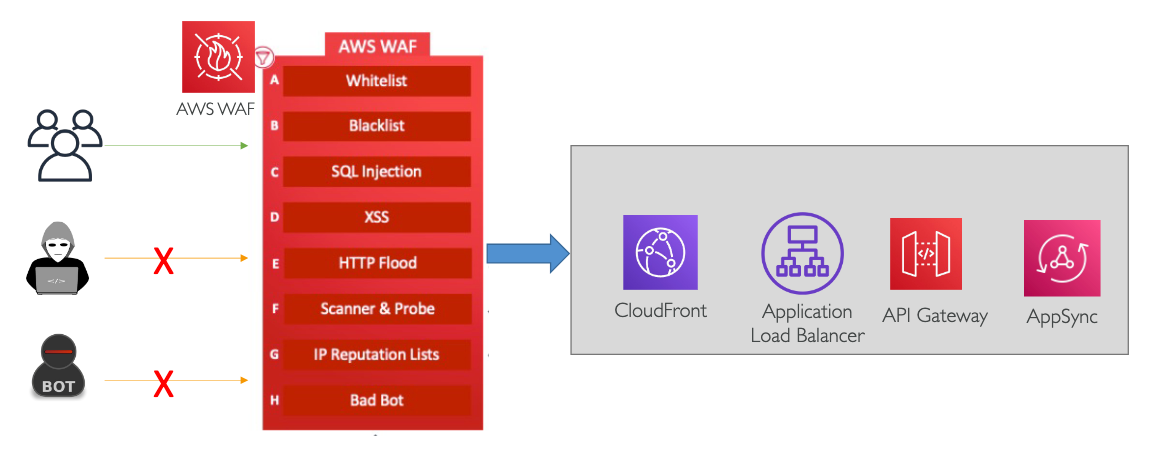 AWS WAF
AWS WAF
A Whitelist
B Blacklist
C SQL Injection
D XSS
E HTTP Flood
F Scanner & Probe
G IP Reputation Lists
H Bad Bot
X
</>
X
BOT
CloudFront
Application
Load Balancer
API Gateway
</>
AppSync